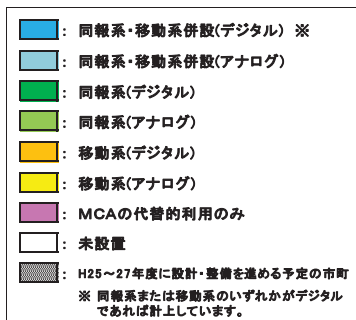 ： 同報系・移動系併設(デジタル) ※
： 同報系・移動系併設(アナログ)
： 同報系(デジタル)
： 同報系(アナログ)
： 移動系(デジタル)
： 移動系(アナログ)
： MCAの代替的利用のみ
： 未設置
： H25～27年度に設計・整備を進める予定の市町
※ 同報系または移動系のいずれかがデジタル
であれば計上しています。